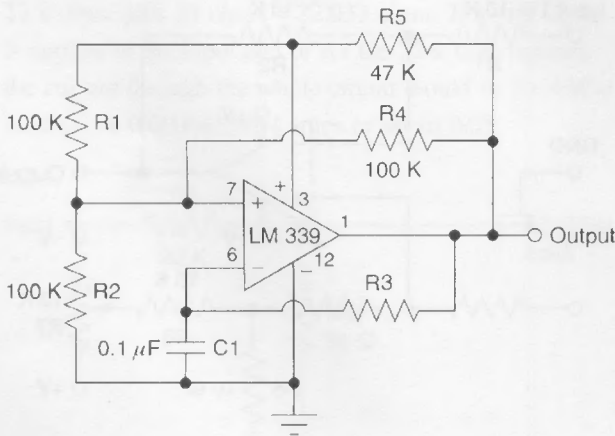 R5
47 K
R4
100 K
100 K R1
7 + + 3
LM 339 1
6 − − 12
Output
100 K R2
R3
0.1 μF C1